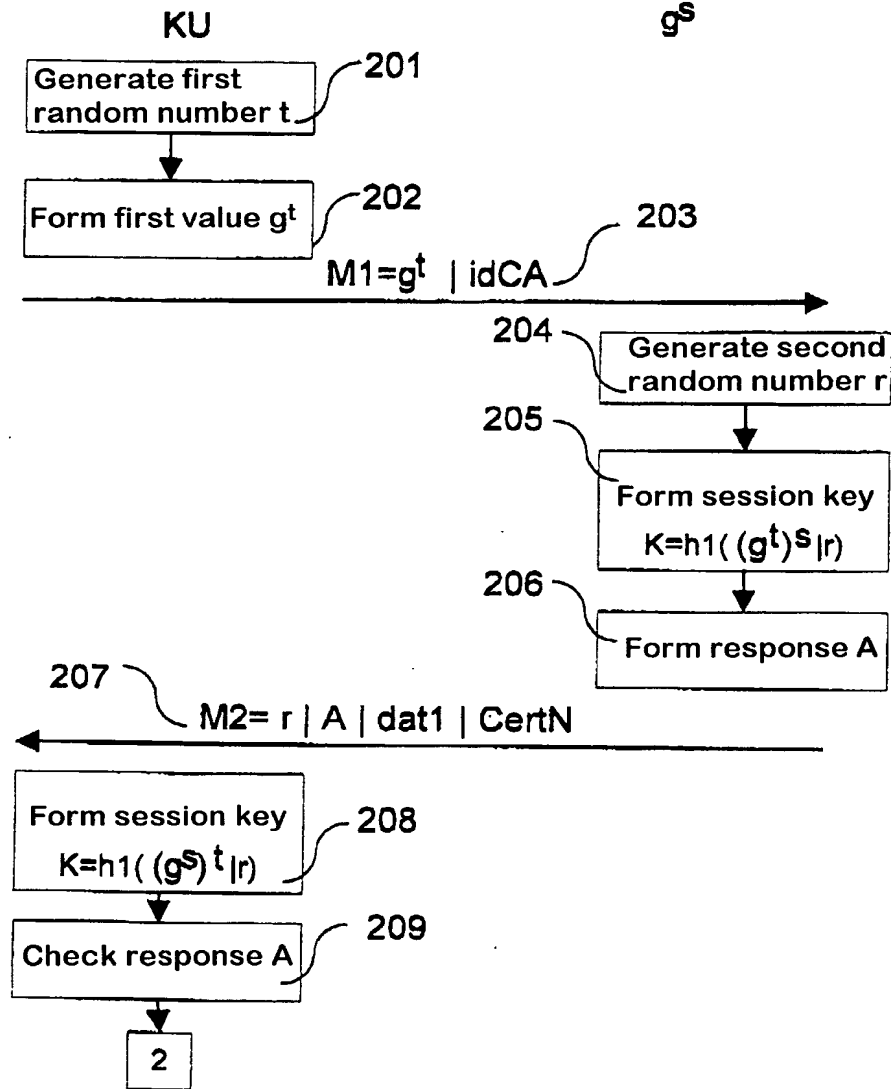 KU
g^s
Generate first
random number t
201
Form first value g^t
202
203
M1=g^t | idCA
204
Generate second
random number r
205
Form session key
K=h1( (g^t)^s |r)
206
Form response A
207
M2= r | A | dat1 | CertN
Form session key
K=h1( (g^s)^t |r)
208
Check response A
209
2